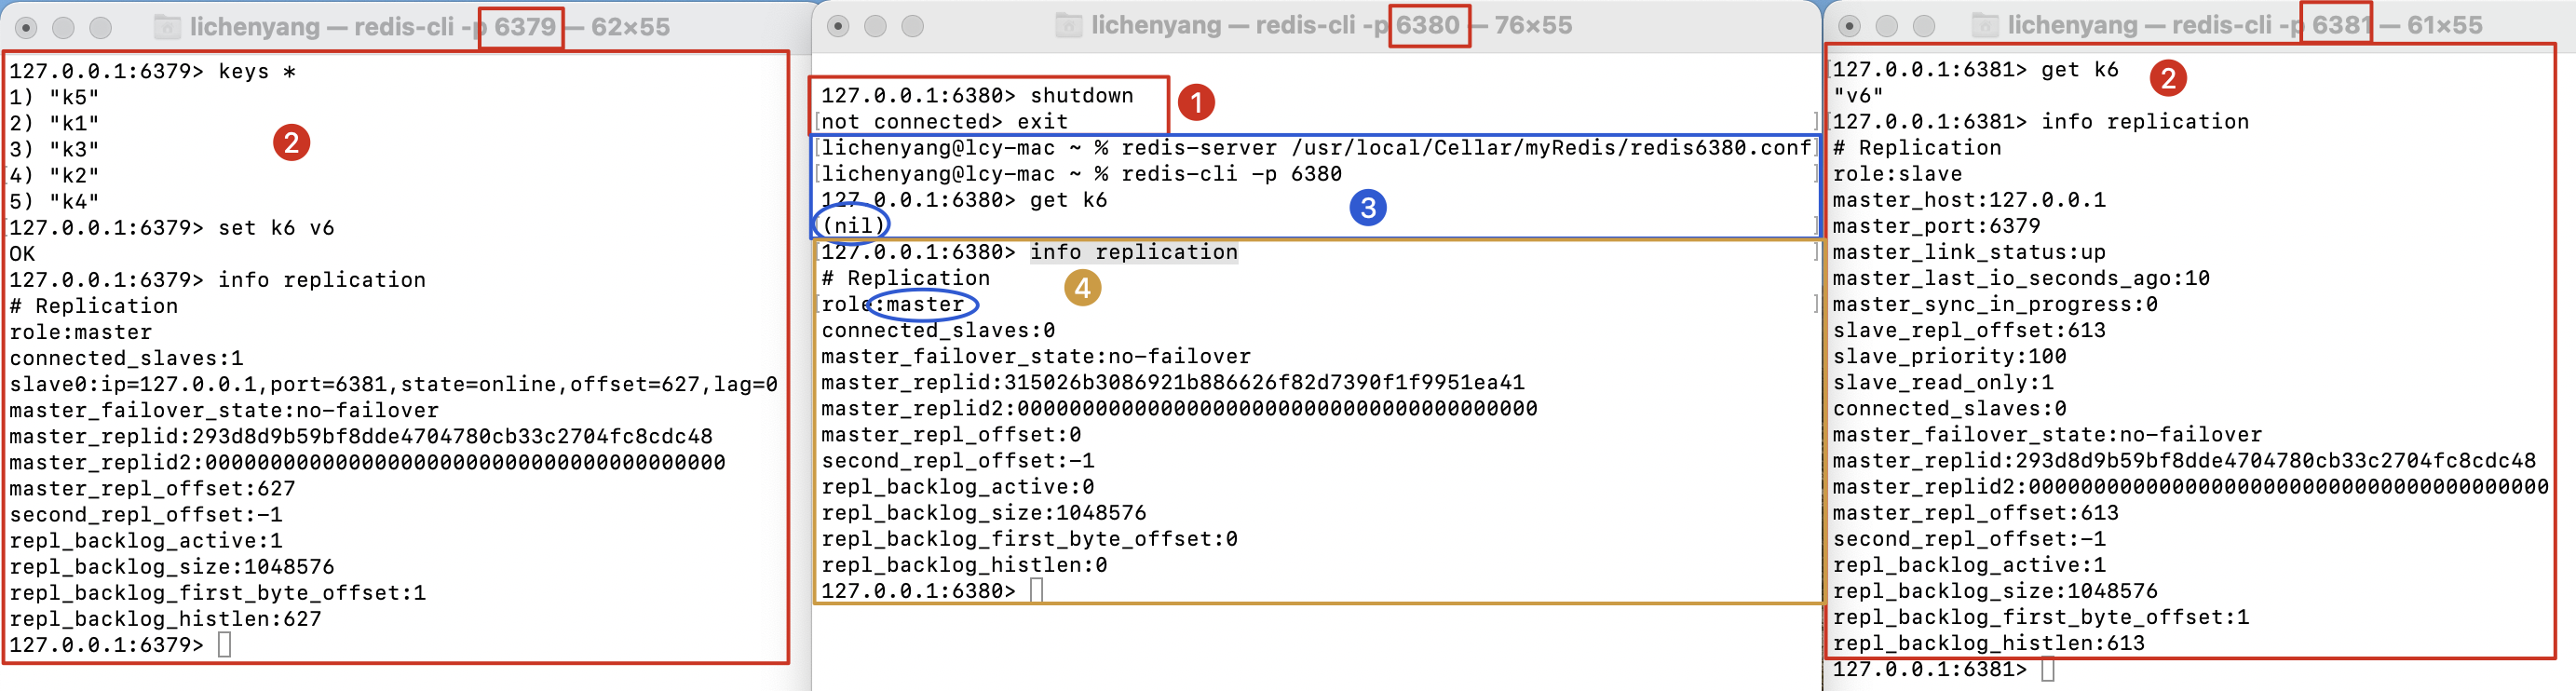 lichenyang — redis-cli -p 6379 — 62×55
127.0.0.1:6379> keys *
1) "k5"
2) "k1"
3) "k3"
4) "k2"
5) "k4"
2
127.0.0.1:6379> set k6 v6
OK
127.0.0.1:6379> info replication
# Replication
role:master
connected_slaves:1
slave0:ip=127.0.0.1,port=6381,state=online,offset=627,lag=0
master_failover_state:no-failover
master_replid:293d8d9b59bf8dde4704780cb33c2704fc8cdc48
master_replid2:0000000000000000000000000000000000000000
master_repl_offset:627
second_repl_offset:-1
repl_backlog_active:1
repl_backlog_size:1048576
repl_backlog_first_byte_offset:1
repl_backlog_histlen:627
127.0.0.1:6379>
lichenyang — redis-cli -p 6380 — 76×55
127.0.0.1:6380> shutdown
1
not connected> exit
lichenyang@lcy-mac ~ % redis-server /usr/local/Cellar/myRedis/redis6380.conf
lichenyang@lcy-mac ~ % redis-cli -p 6380
127.0.0.1:6380> get k6
3
(nil)
127.0.0.1:6380> info replication
# Replication
4
role:master
connected_slaves:0
master_failover_state:no-failover
master_replid:315026b3086921b886626f82d7390f1f9951ea41
master_replid2:0000000000000000000000000000000000000000
master_repl_offset:0
second_repl_offset:-1
repl_backlog_active:0
repl_backlog_size:1048576
repl_backlog_first_byte_offset:0
repl_backlog_histlen:0
127.0.0.1:6380>
lichenyang — redis-cli -p 6381 — 61×55
127.0.0.1:6381> get k6
2
"v6"
127.0.0.1:6381> info replication
# Replication
role:slave
master_host:127.0.0.1
master_port:6379
master_link_status:up
master_last_io_seconds_ago:10
master_sync_in_progress:0
slave_repl_offset:613
slave_priority:100
slave_read_only:1
connected_slaves:0
master_failover_state:no-failover
master_replid:293d8d9b59bf8dde4704780cb33c2704fc8cdc48
master_replid2:0000000000000000000000000000000000000000
master_repl_offset:613
second_repl_offset:-1
repl_backlog_active:1
repl_backlog_size:1048576
repl_backlog_first_byte_offset:1
repl_backlog_histlen:613
127.0.0.1:6381>